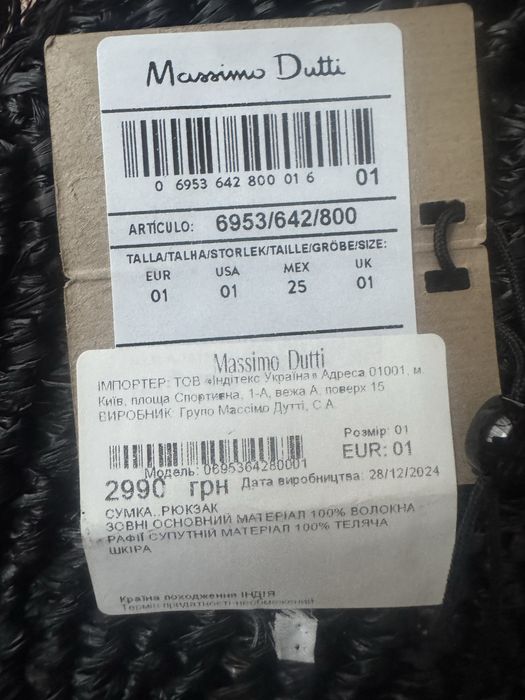 Massimo Dutti
0 6953 642 800 01 6 01
ARTÍCULO: 6953/642/800
TALLA/TALHA/STORLEK/TAILLE/GRÖBE/SIZE:
EUR USA MEX UK
01 01 25 01
Massimo Dutti
ІМПОРТЕР: ТОВ «Індітекс Україна» Адреса 01001, м.
Київ, площа Спортивна, 1-А, вежа А, поверх 15
ВИРОБНИК: Групо Массімо Дутті, С.А.
Розмір: 01
EUR: 01
Модель: 0695364280001
2990 грн Дата виробництва: 28/12/2024
СУМКА, РЮКЗАК
ЗОВНІ ОСНОВНИЙ МАТЕРІАЛ 100% ВОЛОКНА
РАФІЇ СУПУТНІЙ МАТЕРІАЛ 100% ТЕЛЯЧА
ШКІРА
Країна походження ІНДІЯ
Термін придатності необмежений